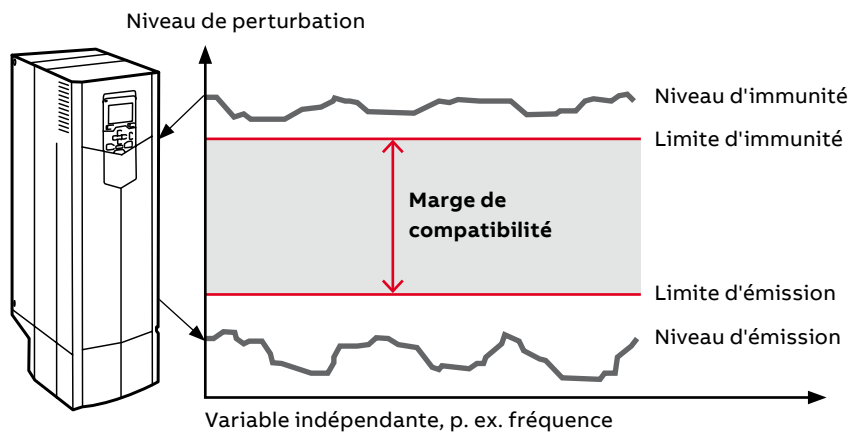 Niveau de perturbation
Niveau d'immunité
Limite d'immunité
Marge de
compatibilité
Limite d'émission
Niveau d'émission
Variable indépendante, p. ex. fréquence